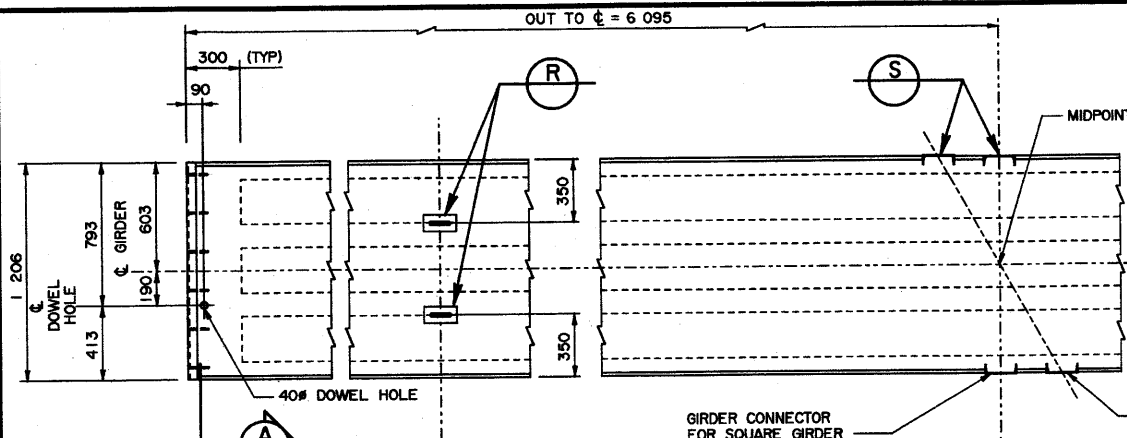 OUT TO ℄ = 6 095
300 (TYP)
R
S
90
MIDPOINT
350
1 206
793
℄ GIRDER
603
190
℄
DOWEL
HOLE
413
350
40ø DOWEL HOLE
A
GIRDER CONNECTOR
FOR SQUARE GIRDER